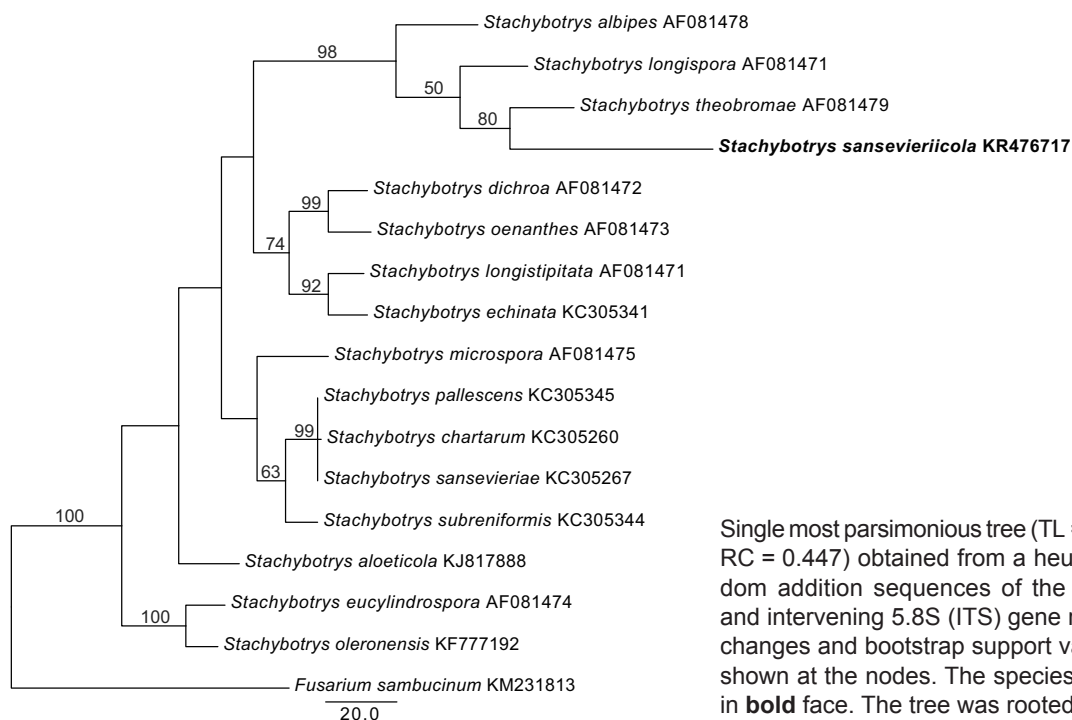 Stachybotrys albipes AF081478
98
Stachybotrys longispora AF081471
50
Stachybotrys theobromae AF081479
80
Stachybotrys sansevieriicola KR476717
Stachybotrys dichroa AF081472
99
Stachybotrys oenanthes AF081473
74
Stachybotrys longistipitata AF081471
92
Stachybotrys echinata KC305341
Stachybotrys microspora AF081475
Stachybotrys pallescens KC305345
99
Stachybotrys chartarum KC305260
63
Stachybotrys sansevieriae KC305267
Stachybotrys subreniformis KC305344
100
Stachybotrys aloeticola KJ817888
Stachybotrys eucylindrospora AF081474
100
Stachybotrys oleronensis KF777192
Fusarium sambucinum KM231813
20.0
Single most parsimonious tree (TL =
RC = 0.447) obtained from a heu
dom addition sequences of the
and intervening 5.8S (ITS) gene
changes and bootstrap support va
shown at the nodes. The species
in bold face. The tree was rooted